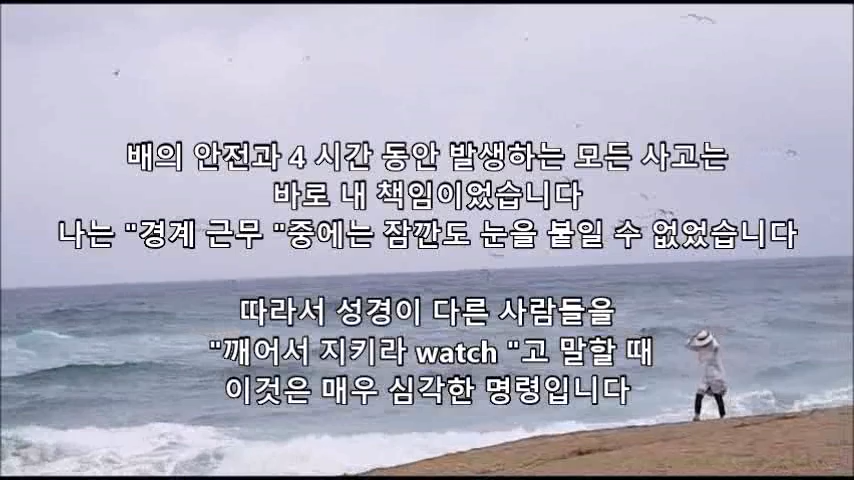 배의 안전과 4 시간 동안 발생하는 모든 사고는
바로 내 책임이었습니다
나는 "경계 근무 "중에는 잠깐도 눈을 붙일 수 없었습니다
따라서 성경이 다른 사람들을
"깨어서 지키라 watch "고 말할 때
이것은 매우 심각한 명령입니다